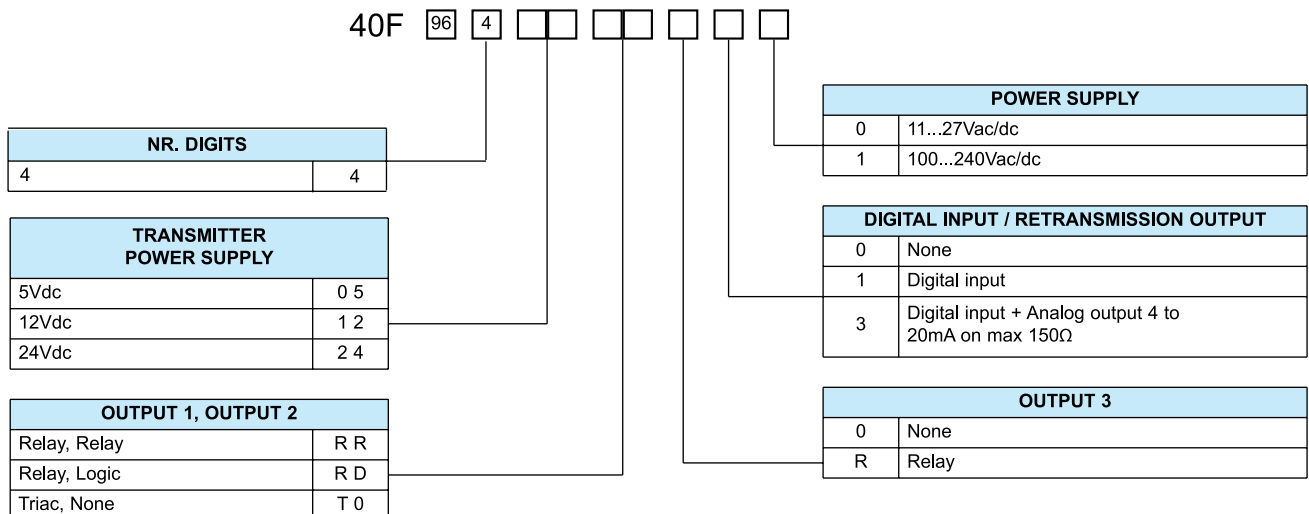 40F 96 4
NR. DIGITS
4 4
TRANSMITTER
POWER SUPPLY
5Vdc 0 5
12Vdc 1 2
24Vdc 2 4
OUTPUT 1, OUTPUT 2
Relay, Relay R R
Relay, Logic R D
Triac, None T 0
POWER SUPPLY
0 11...27Vac/dc
1 100...240Vac/dc
DIGITAL INPUT / RETRANSMISSION OUTPUT
0 None
1 Digital input
3 Digital input + Analog output 4 to
20mA on max 150Ω
OUTPUT 3
0 None
R Relay